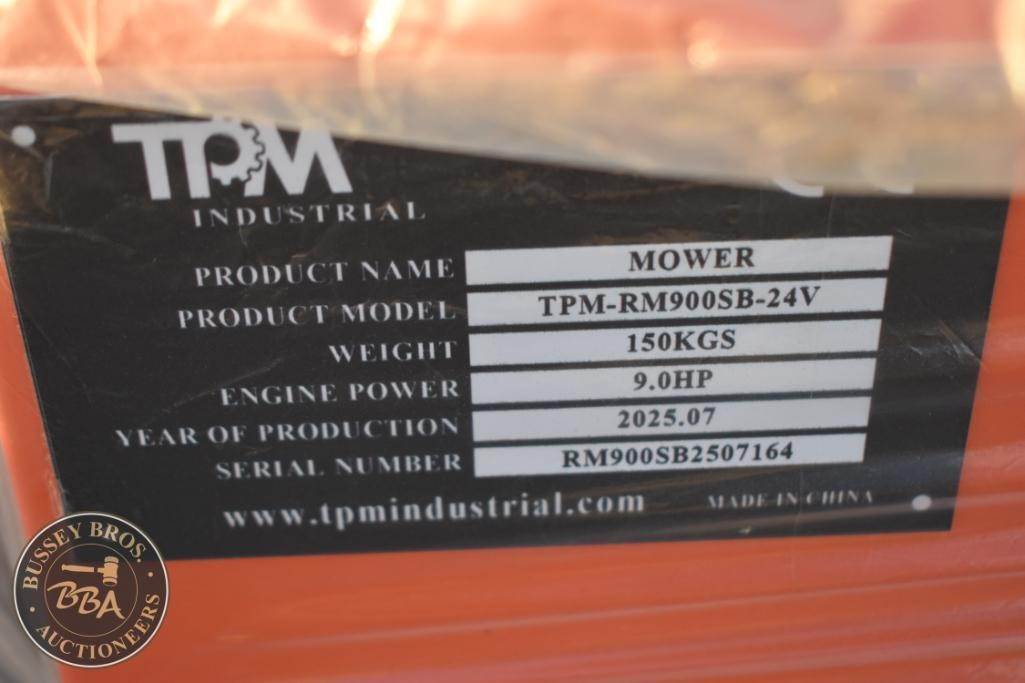 TPM
INDUSTRIAL
PRODUCT NAME MOWER
PRODUCT MODEL TPM-RM900SB-24V
WEIGHT 150KGS
ENGINE POWER 9.0HP
YEAR OF PRODUCTION 2025.07
SERIAL NUMBER RM900SB2507164
www.tpmindustrial.com MADE IN CHINA
BUSSEY BROS.
BBA
AUCTIONEERS